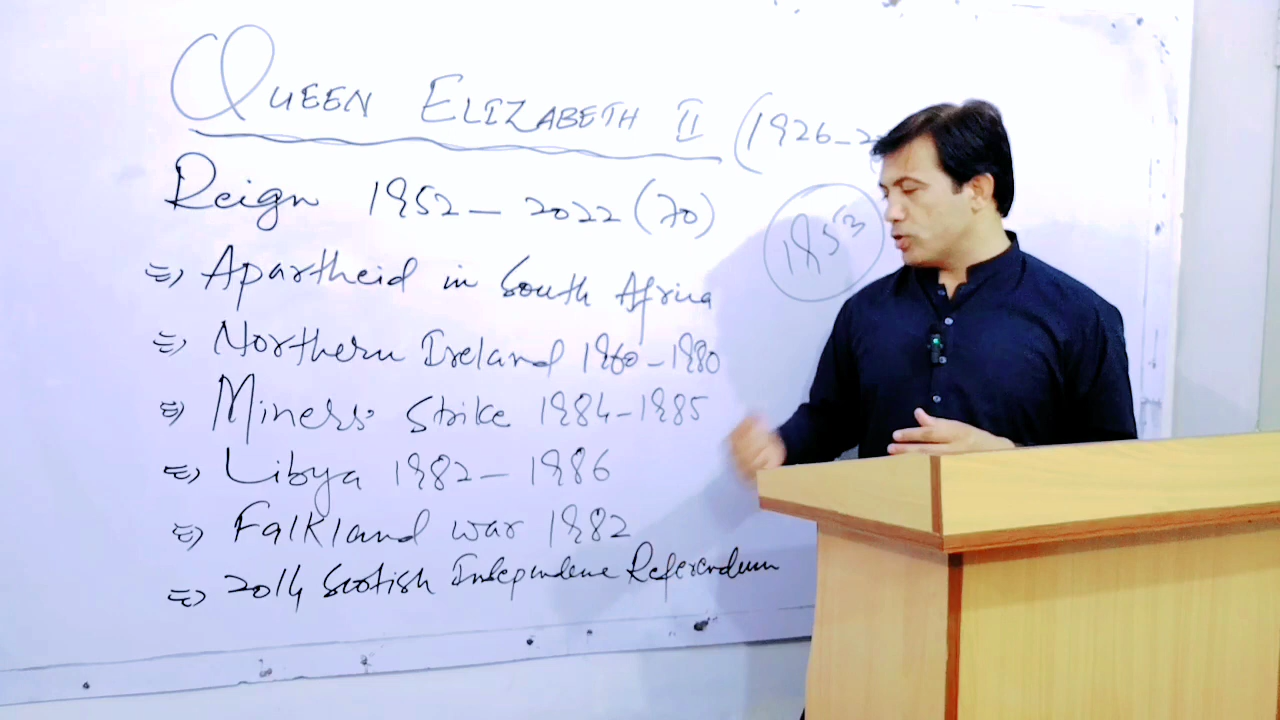 QUEEN ELIZABETH II (1926-2
Reign 1952-2022 (70)
1953
=> Apartheid in South Africa
=> Northern Ireland 1960-1980
=> Miners Strike 1984-1985
=> Libya 1982-1986
=> Falkland war 1982
=> 2014 Scotish Independence Referendum